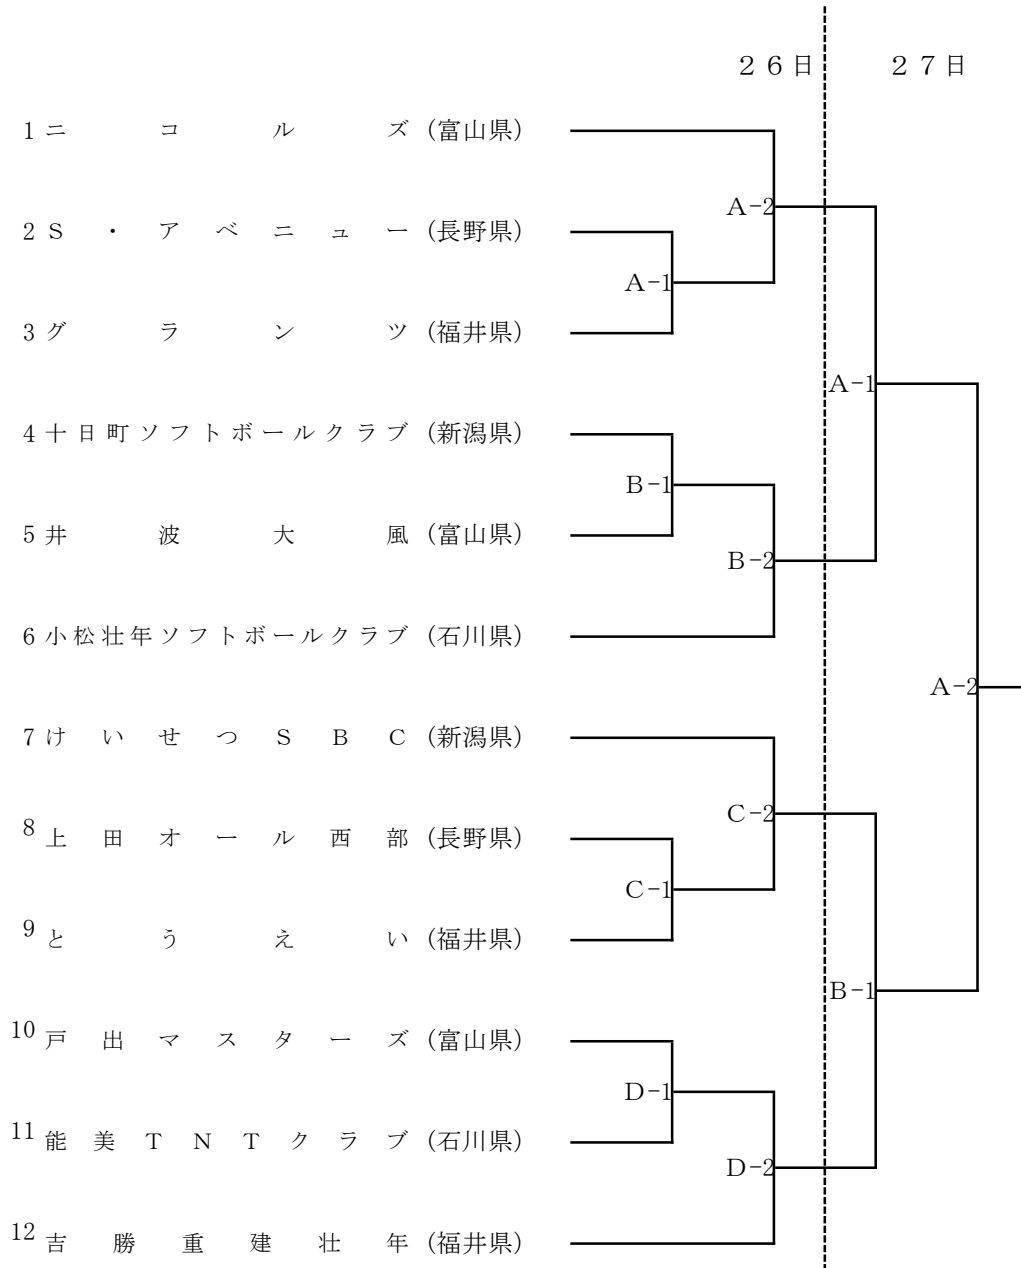 ２６日 ２７日
1 ニコルズ (富山県)
A-2
2 Ｓ・アベニュー (長野県)
A-1
3 グランツ (福井県)
A-1
4 十日町ソフトボールクラブ (新潟県)
B-1
5 井波大風 (富山県)
B-2
6 小松壮年ソフトボールクラブ (石川県)
A-2
7 けいせつＳＢＣ (新潟県)
C-2
8 上田オール西部 (長野県)
C-1
9 とうえい (福井県)
B-1
10 戸出マスターズ (富山県)
D-1
11 能美ＴＮＴクラブ (石川県)
D-2
12 吉勝重建壮年 (福井県)